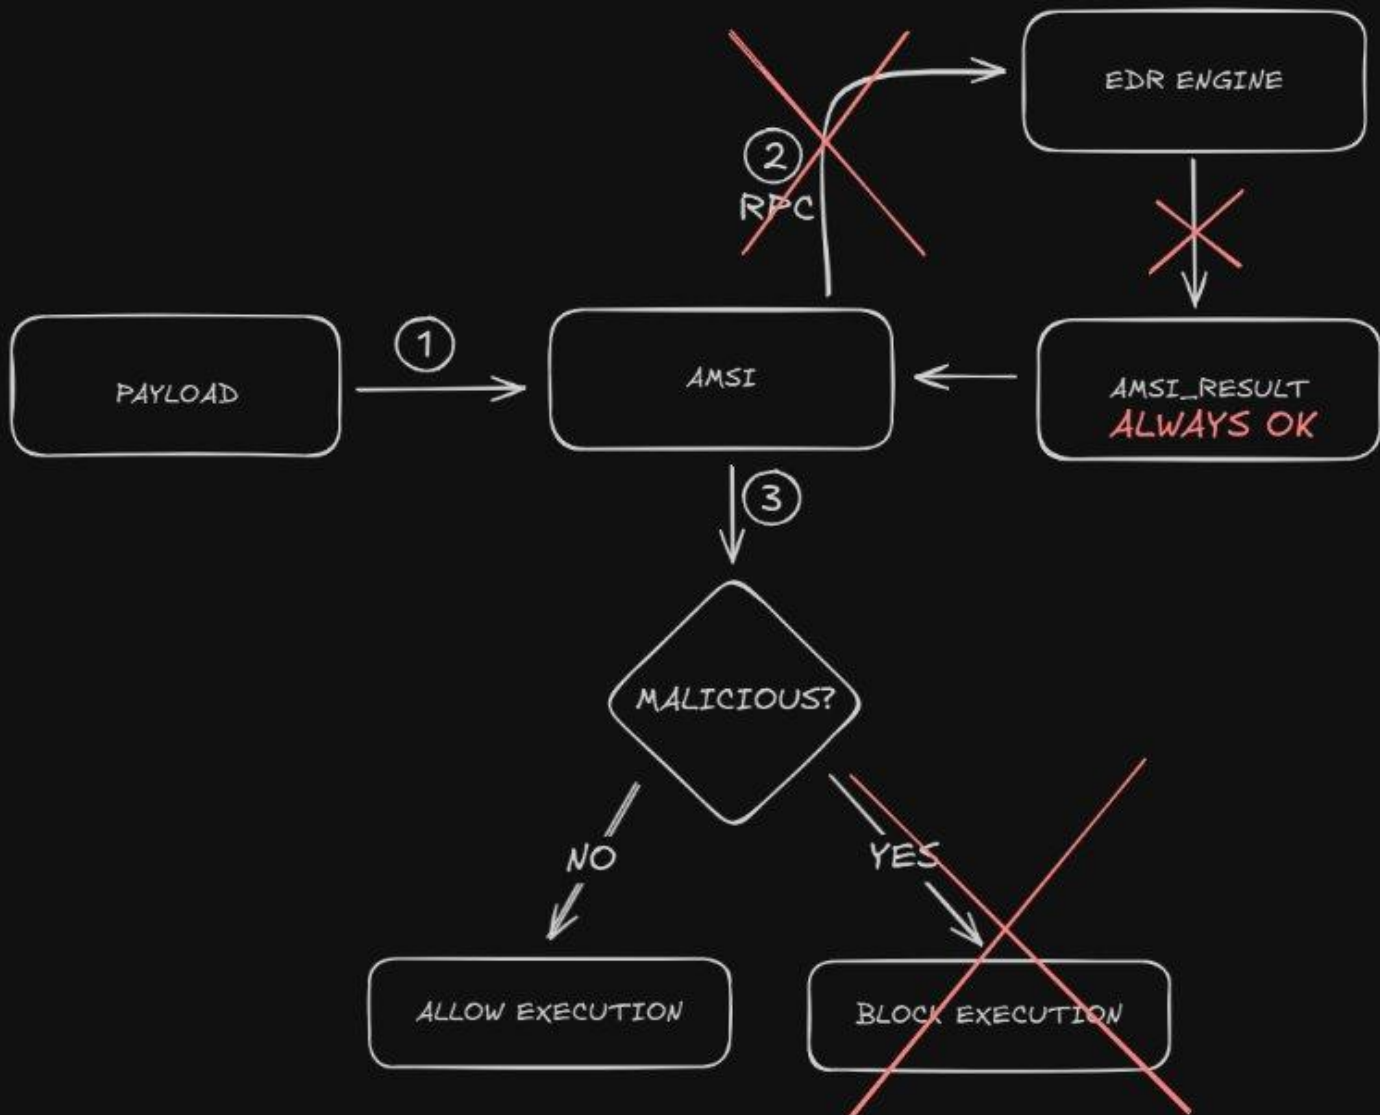 EDR ENGINE
2
RPC
1
PAYLOAD
AMSI
AMSI_RESULT
ALWAYS OK
3
MALICIOUS?
NO
YES
ALLOW EXECUTION
BLOCK EXECUTION